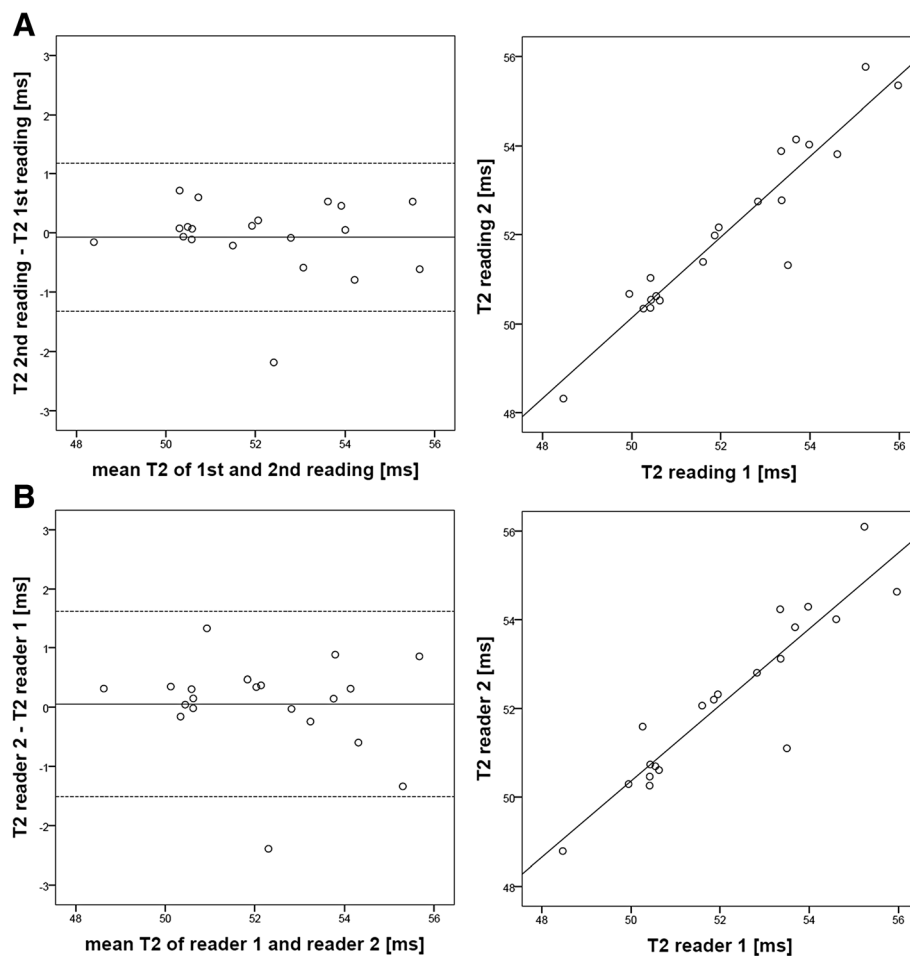 A
T2 2nd reading - T2 1st reading [ms]
3
2
1
0
-1
-2
-3
48 50 52 54 56
mean T2 of 1st and 2nd reading [ms]
T2 reading 2 [ms]
56
54
52
50
48
48 50 52 54 56
T2 reading 1 [ms]
B
T2 reader 2 - T2 reader 1 [ms]
3
2
1
0
-1
-2
-3
48 50 52 54 56
mean T2 of reader 1 and reader 2 [ms]
T2 reader 2 [ms]
56
54
52
50
48
48 50 52 54 56
T2 reader 1 [ms]